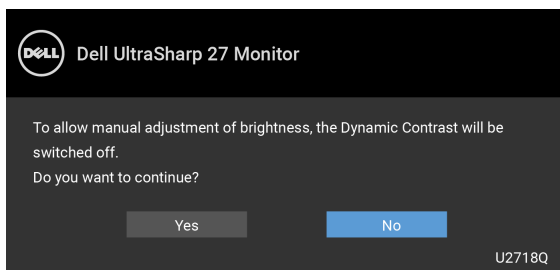 DELL
Dell UltraSharp 27 Monitor
To allow manual adjustment of brightness, the Dynamic Contrast will be
switched off.
Do you want to continue?
Yes
No
U2718Q